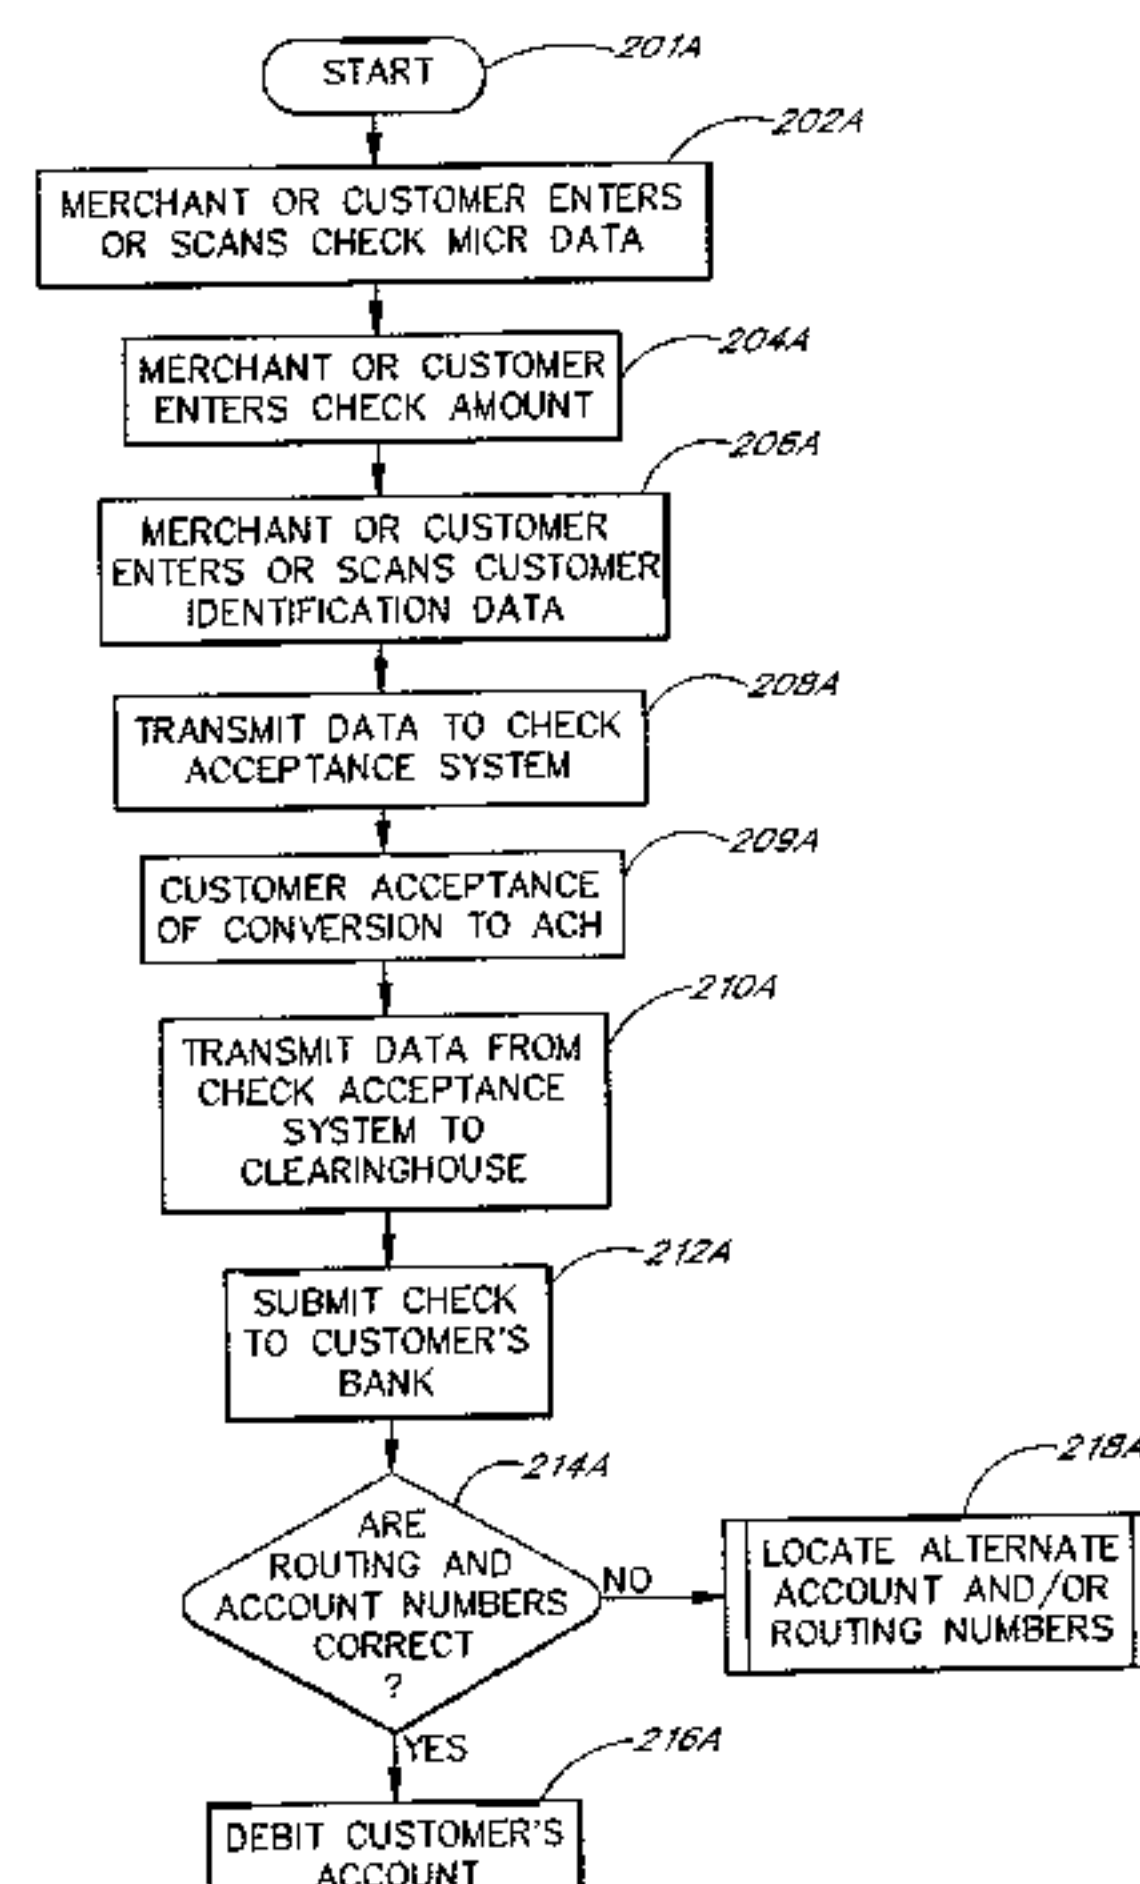 START
201A
202A
MERCHANT OR CUSTOMER ENTERS
OR SCANS CHECK MICR DATA
204A
MERCHANT OR CUSTOMER
ENTERS CHECK AMOUNT
206A
MERCHANT OR CUSTOMER
ENTERS OR SCANS CUSTOMER
IDENTIFICATION DATA
208A
TRANSMIT DATA TO CHECK
ACCEPTANCE SYSTEM
209A
CUSTOMER ACCEPTANCE
OF CONVERSION TO ACH
210A
TRANSMIT DATA FROM
CHECK ACCEPTANCE
SYSTEM TO
CLEARINGHOUSE
212A
SUBMIT CHECK
TO CUSTOMER'S
BANK
214A
ARE
ROUTING AND
ACCOUNT NUMBERS
CORRECT
?
NO
218A
LOCATE ALTERNATE
ACCOUNT AND/OR
ROUTING NUMBERS
YES
216A
DEBIT CUSTOMER'S
ACCOUNT